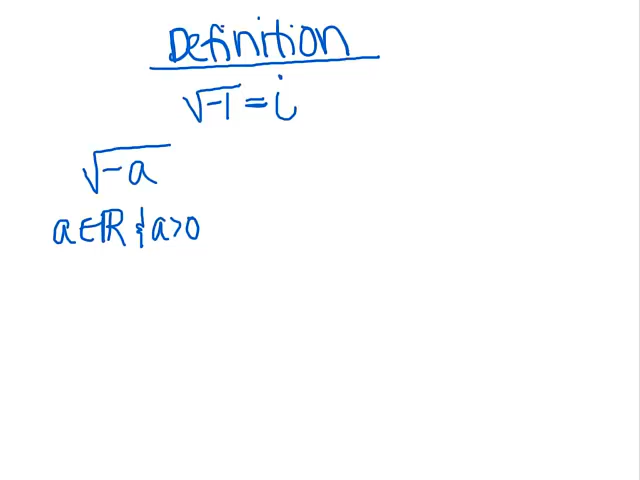 Definition
√-1 = i
√-a
a∈ℝ & a>0